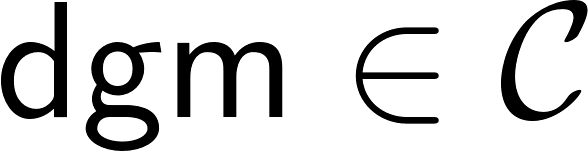 dgm ∈ 𝒞